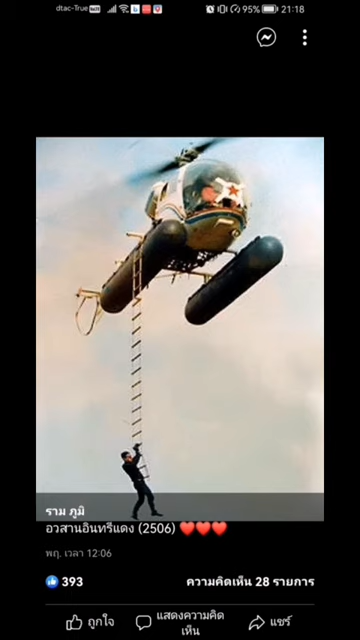 dtac-True
95%
21:18
ราม ภูมิ
อวสานอินทรีแดง (2506) ❤️❤️❤️
พฤ. เวลา 12:06
393
ความคิดเห็น 28 รายการ
ถูกใจ
แสดงความคิด
เห็น
แชร์